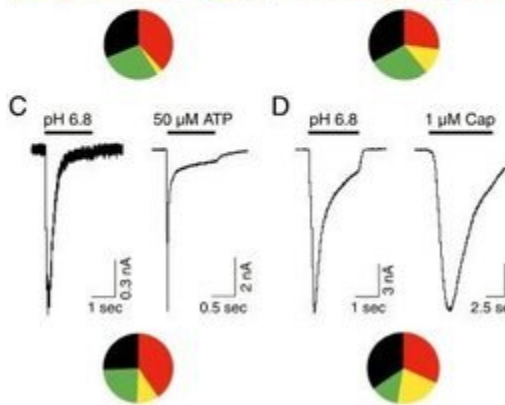 C
pH 6.8
50 µM ATP
0.3 nA
1 sec
2 nA
0.5 sec
D
pH 6.8
1 µM Cap
3 nA
1 sec
2.5 sec